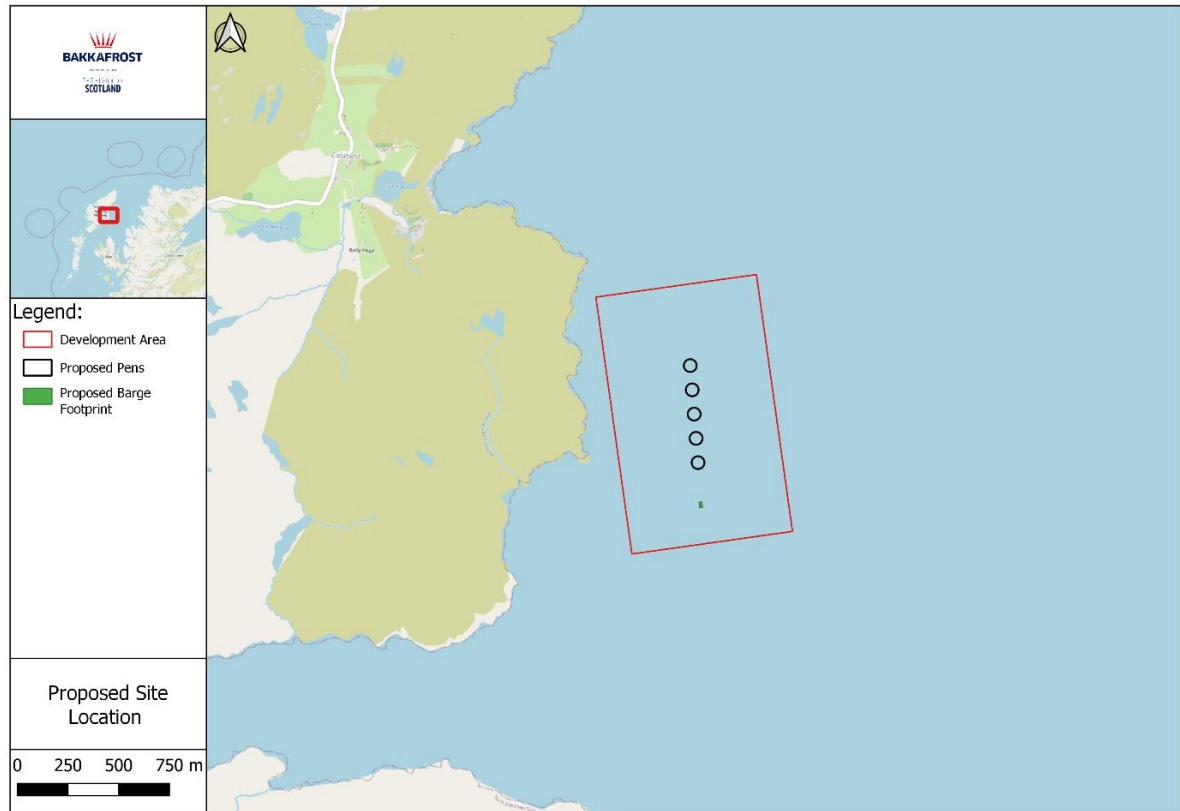 BAKKAFROST
SCOTLAND
Legend:
Development Area
Proposed Pens
Proposed Barge
Footprint
Proposed Site
Location
0 250 500 750 m